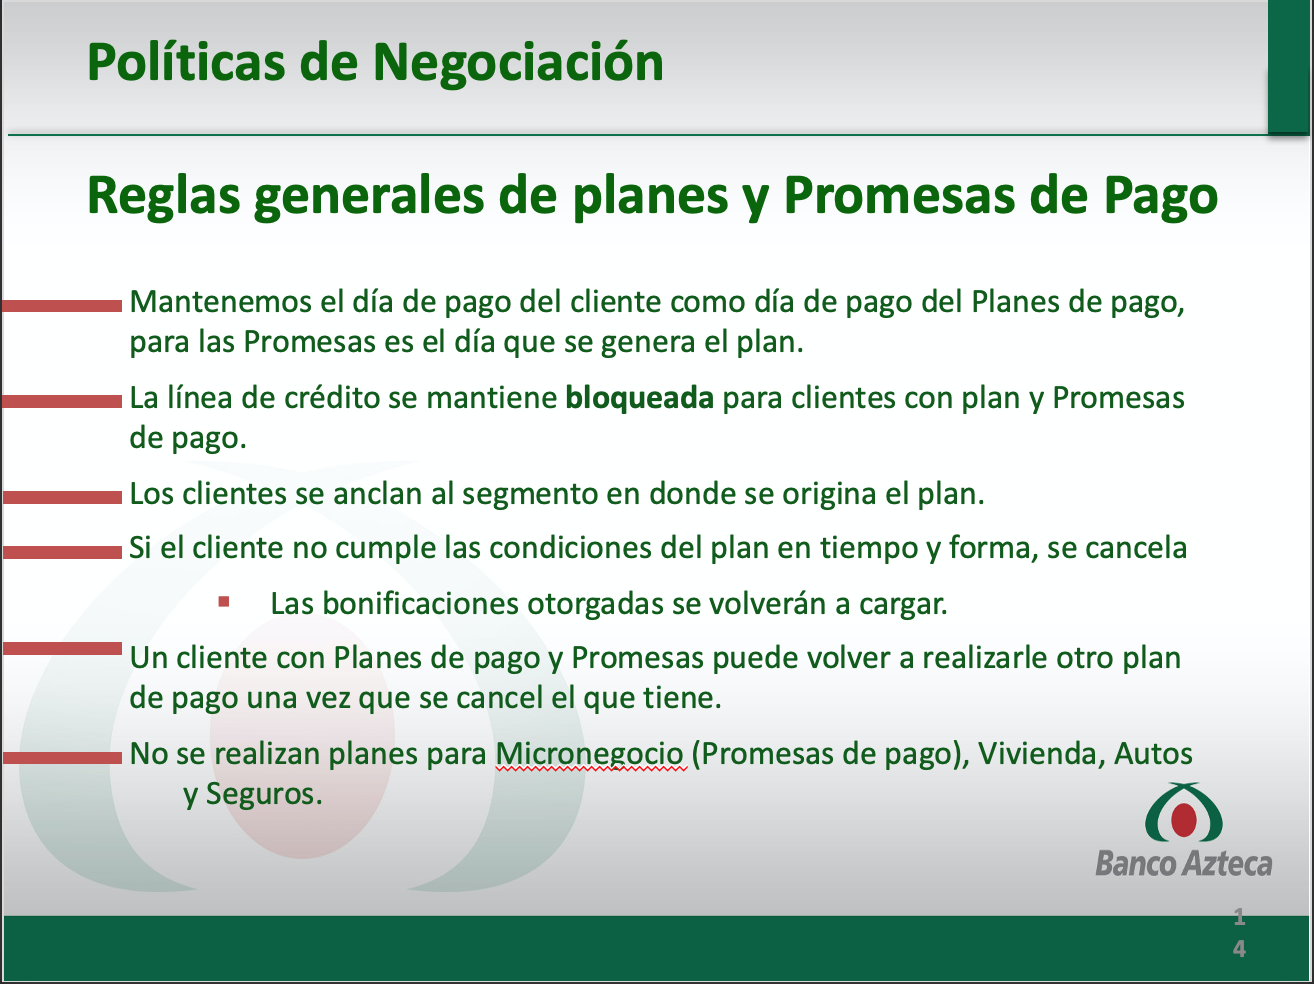 Políticas de Negociación
Reglas generales de planes y Promesas de Pago
Mantenemos el día de pago del cliente como día de pago del Planes de pago,
para las Promesas es el día que se genera el plan.
La línea de crédito se mantiene bloqueada para clientes con plan y Promesas
de pago.
Los clientes se anclan al segmento en donde se origina el plan.
Si el cliente no cumple las condiciones del plan en tiempo y forma, se cancela
Las bonificaciones otorgadas se volverán a cargar.
Un cliente con Planes de pago y Promesas puede volver a realizarle otro plan
de pago una vez que se cancel el que tiene.
No se realizan planes para Micronegocio (Promesas de pago), Vivienda, Autos
y Seguros.
Banco Azteca
1
4